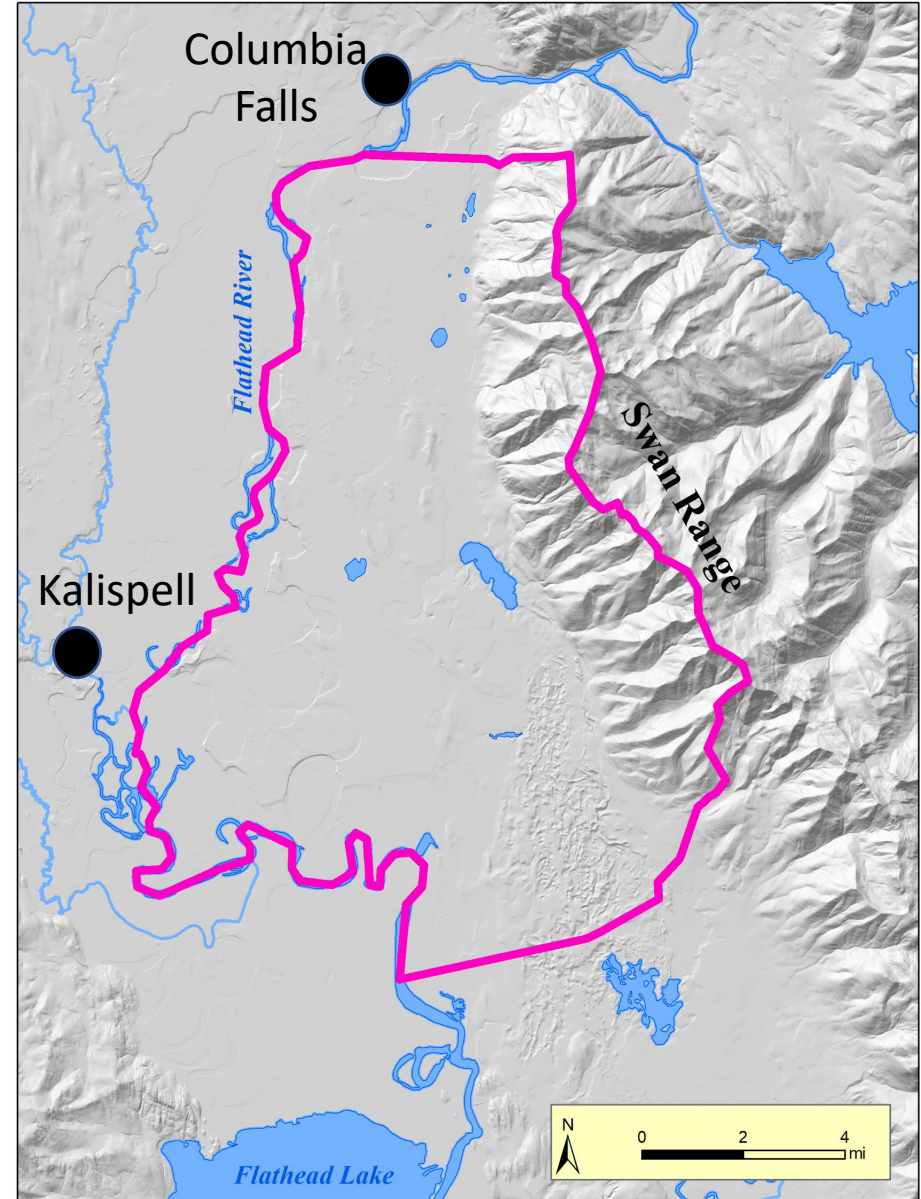 Columbia
Falls
Flathead River
Swan Range
Kalispell
Flathead Lake
N
0 2 4
mi